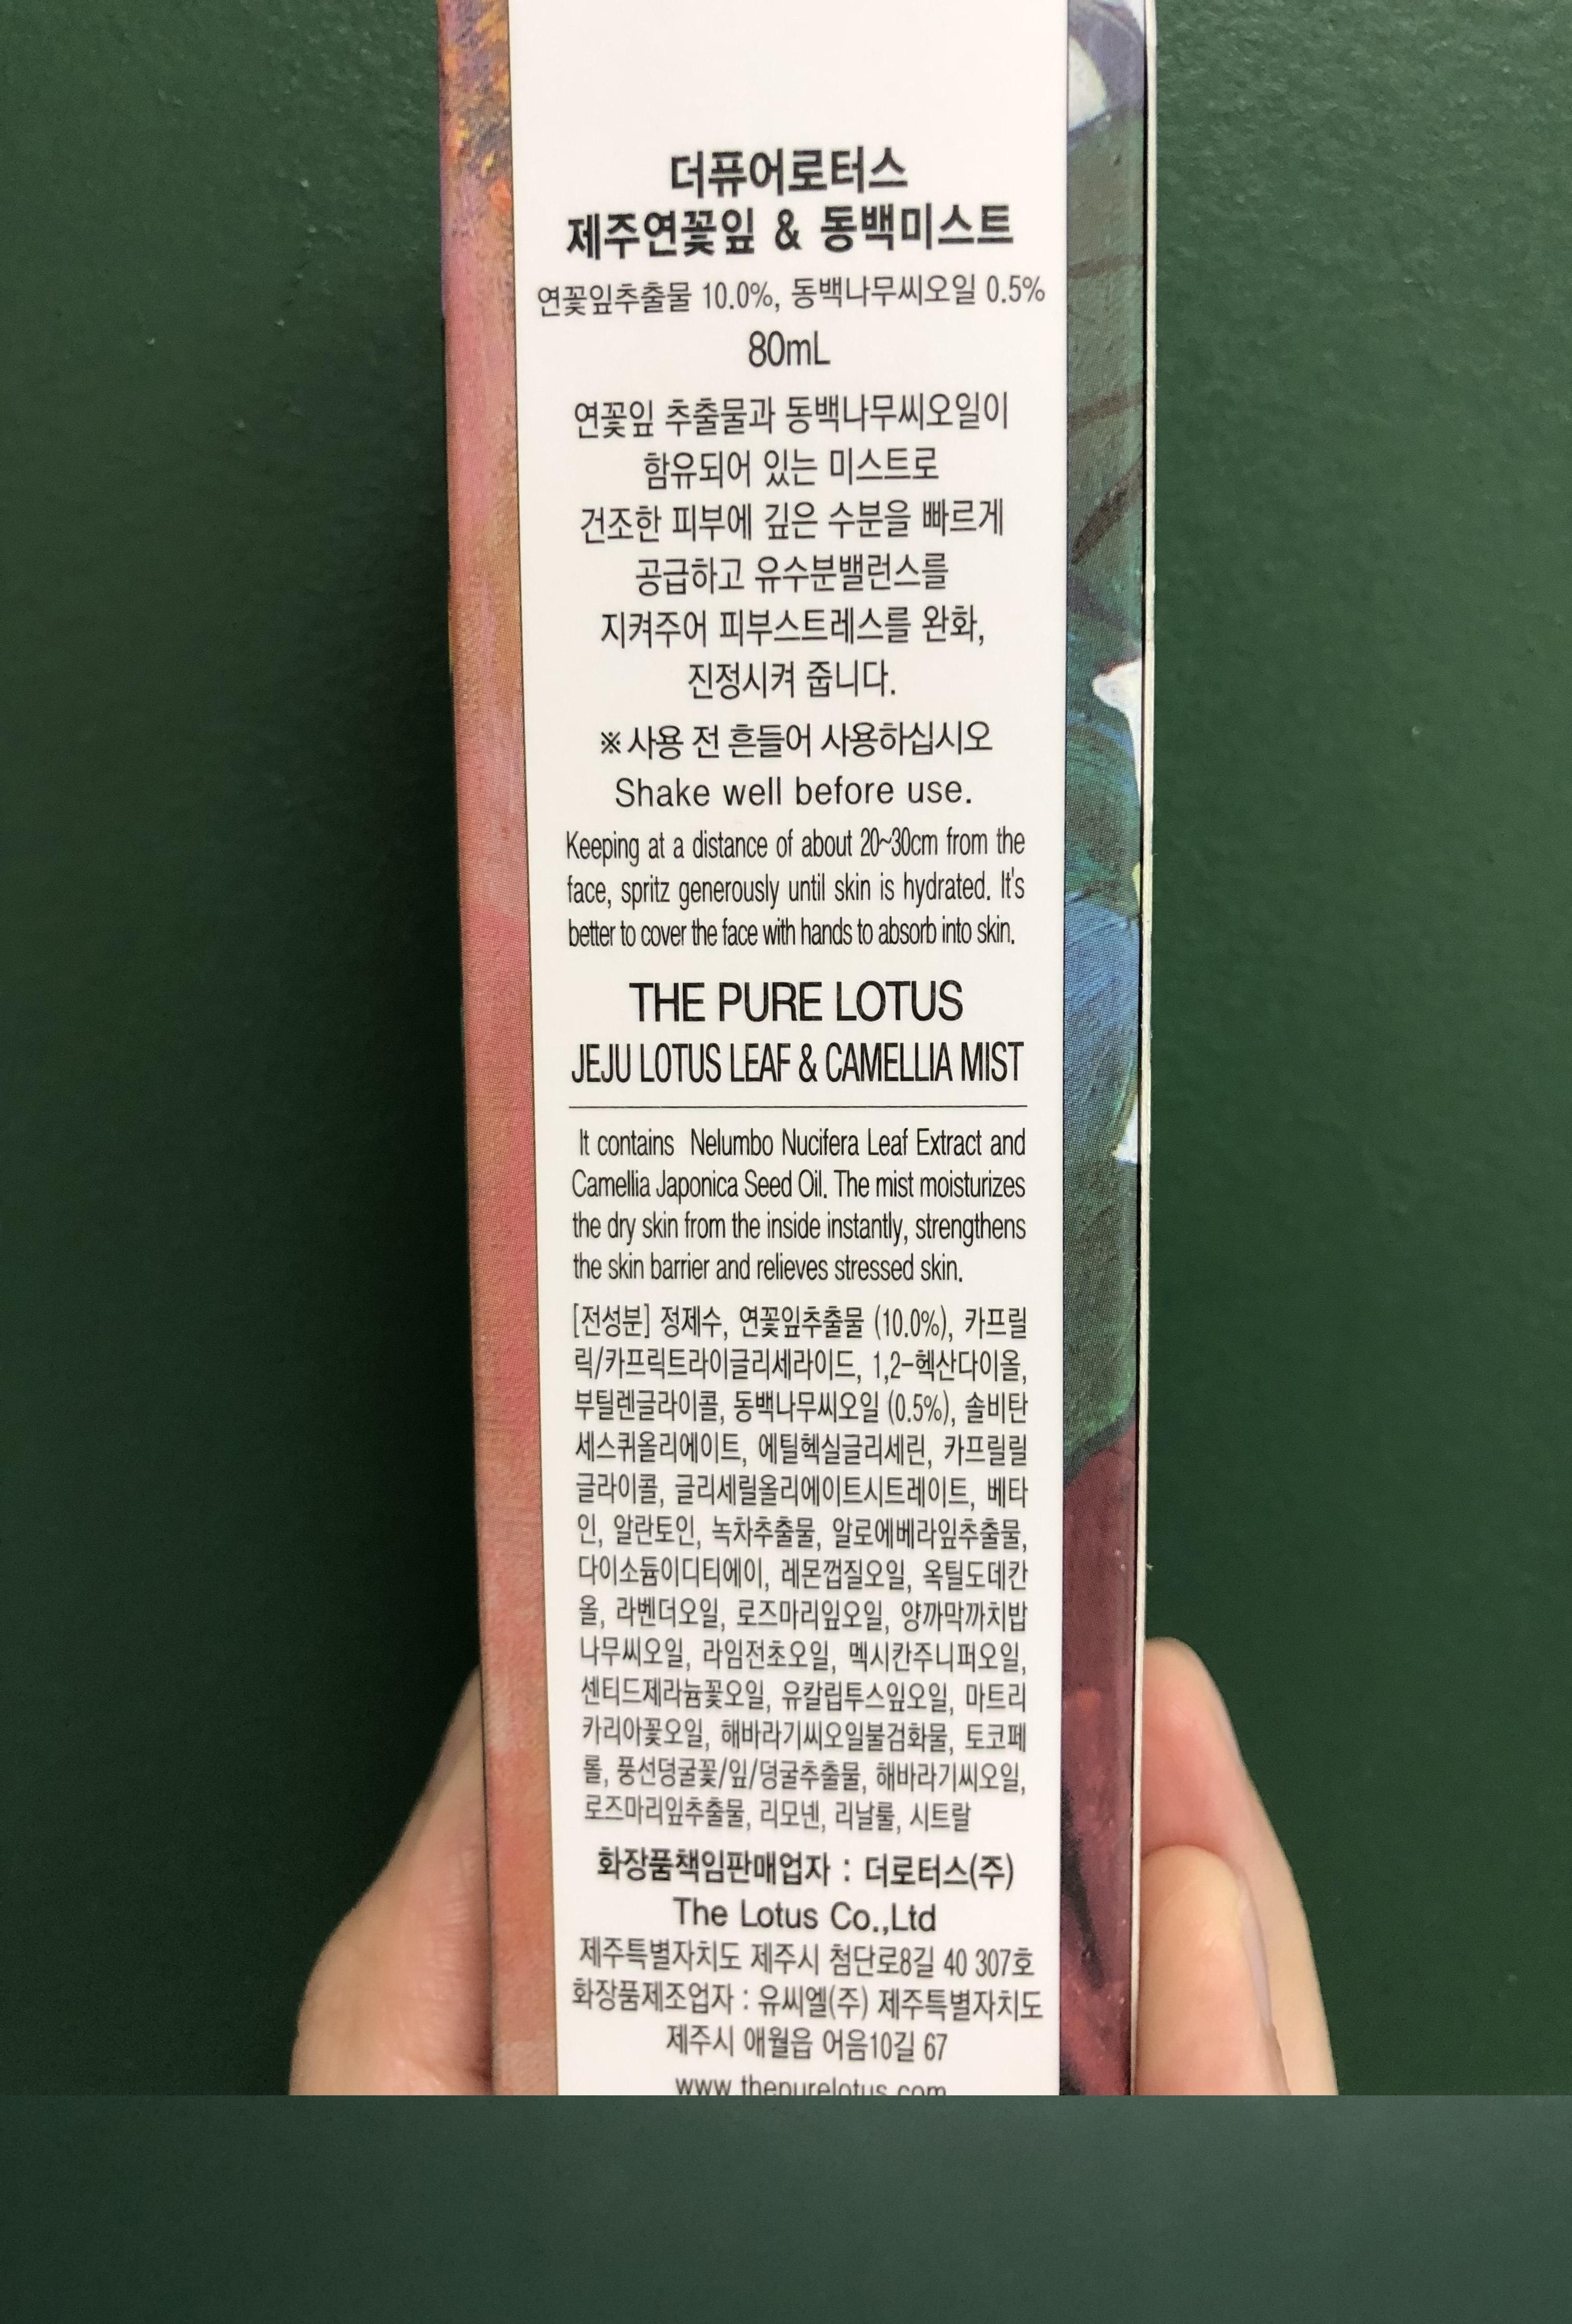 더퓨어로터스
제주연꽃잎 & 동백미스트
연꽃잎추출물 10.0%, 동백나무씨오일 0.5%
80mL
연꽃잎 추출물과 동백나무씨오일이
함유되어 있는 미스트로
건조한 피부에 깊은 수분을 빠르게
공급하고 유수분밸런스를
지켜주어 피부스트레스를 완화,
진정시켜 줍니다.
※사용 전 흔들어 사용하십시오
Shake well before use.
Keeping at a distance of about 20~30cm from the
face, spritz generously until skin is hydrated. It's
better to cover the face with hands to absorb into skin.
THE PURE LOTUS
JEJU LOTUS LEAF & CAMELLIA MIST
It contains Nelumbo Nucifera Leaf Extract and
Camellia Japonica Seed Oil. The mist moisturizes
the dry skin from the inside instantly, strengthens
the skin barrier and relieves stressed skin.
[전성분] 정제수, 연꽃잎추출물 (10.0%), 카프릴
릭/카프릭트라이글리세라이드, 1,2-헥산다이올,
부틸렌글라이콜, 동백나무씨오일 (0.5%), 솔비탄
세스퀴올리에이트, 에틸헥실글리세린, 카프릴릴
글라이콜, 글리세릴올리에이트시트레이트, 베타
인, 알란토인, 녹차추출물, 알로에베라잎추출물,
다이소듐이디티에이, 레몬껍질오일, 옥틸도데칸
올, 라벤더오일, 로즈마리잎오일, 양까막까치밥
나무씨오일, 라임전초오일, 멕시칸주니퍼오일,
센티드제라늄꽃오일, 유칼립투스잎오일, 마트리
카리아꽃오일, 해바라기씨오일불검화물, 토코페
롤, 풍선덩굴꽃/잎/덩굴추출물, 해바라기씨오일,
로즈마리잎추출물, 리모넨, 리날룰, 시트랄
화장품책임판매업자 : 더로터스(주)
The Lotus Co.,Ltd
제주특별자치도 제주시 첨단로8길 40 307호
화장품제조업자 : 유씨엘(주) 제주특별자치도
제주시 애월읍 어음10길 67
www.thepurelotus.com